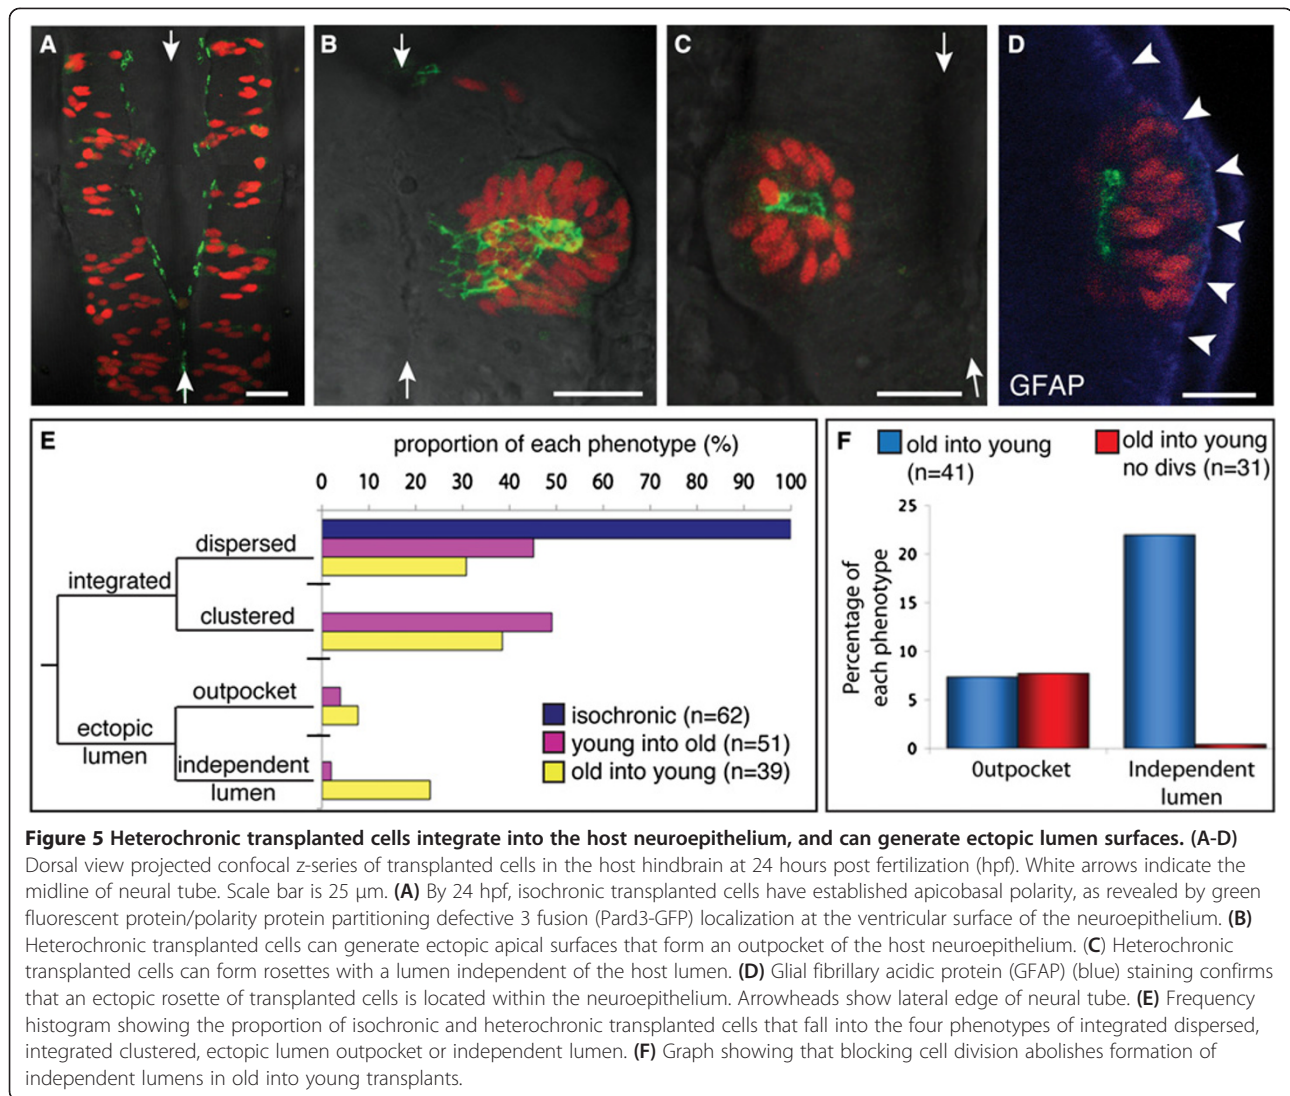 A
B
C
D
GFAP
E
proportion of each phenotype (%)
0 10 20 30 40 50 60 70 80 90 100
dispersed
integrated
clustered
outpocket
ectopic
lumen
independent
lumen
isochronic (n=62)
young into old (n=51)
old into young (n=39)
F
old into young
(n=41)
old into young
no divs (n=31)
Percentage of
each phenotype
25
20
15
10
5
0
0utpocket
Independent
lumen
Figure 5 Heterochronic transplanted cells integrate into the host neuroepithelium, and can generate ectopic lumen surfaces. (A-D)
Dorsal view projected confocal z-series of transplanted cells in the host hindbrain at 24 hours post fertilization (hpf). White arrows indicate the
midline of neural tube. Scale bar is 25 μm. (A) By 24 hpf, isochronic transplanted cells have established apicobasal polarity, as revealed by green
fluorescent protein/polarity protein partitioning defective 3 fusion (Pard3-GFP) localization at the ventricular surface of the neuroepithelium. (B)
Heterochronic transplanted cells can generate ectopic apical surfaces that form an outpocket of the host neuroepithelium. (C) Heterochronic
transplanted cells can form rosettes with a lumen independent of the host lumen. (D) Glial fibrillary acidic protein (GFAP) (blue) staining confirms
that an ectopic rosette of transplanted cells is located within the neuroepithelium. Arrowheads show lateral edge of neural tube. (E) Frequency
histogram showing the proportion of isochronic and heterochronic transplanted cells that fall into the four phenotypes of integrated dispersed,
integrated clustered, ectopic lumen outpocket or independent lumen. (F) Graph showing that blocking cell division abolishes formation of
independent lumens in old into young transplants.